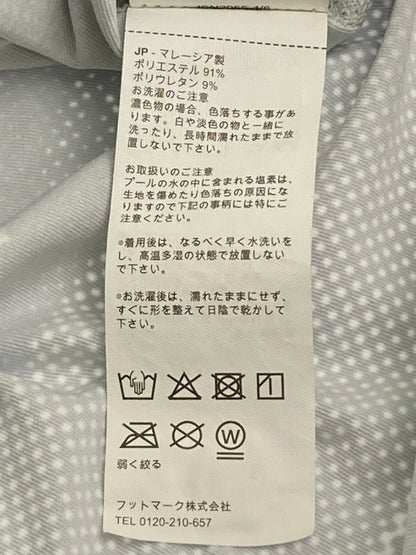 JP - マレーシア製
ポリエステル 91%
ポリウレタン 9%
お洗濯のご注意
濃色物の場合、色落ちする事があ
ります。白や淡色の物と一緒に
洗ったり、長時間濡れたままで放
置しないで下さい。
お取扱いのご注意
プールの水の中に含まれる塩素は、
生地を傷めたり色落ちの原因にな
りますので下記の事柄には特にご
注意ください。
●着用後は、なるべく早く水洗いを
し、高温多湿の状態で放置しない
で下さい。
●お洗濯後は、濡れたままにせず、
すぐに形を整えて日陰で乾かして
下さい。
W
弱く絞る
フットマーク株式会社
TEL 0120-210-657